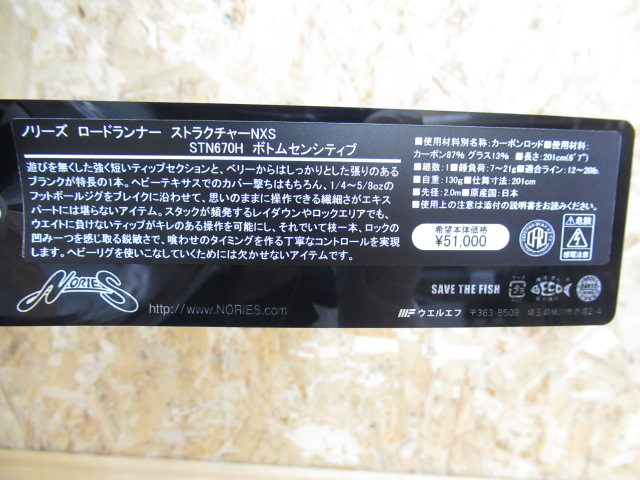 ノリーズ ロードランナー ストラクチャーNXS
STN670H ボトムセンシティブ
遊びを無くした強く短いティップセクションと、ベリーからはしっかりとした張りのある
ブランクが特長の1本。ヘビーテキサスでのカバー撃ちはもちろん、1/4〜5/8ozの
フットボールジグをブレイクに沿わせて、思いのままに操作できる繊細さがエキス
パートには堪らないアイテム。スタックが頻発するレイダウンやロックエリアでも、
ウエイトに負けないティップがキレのある操作を可能にし、それでいて枝一本、ロックの
凹み一つを感じ取る鋭敏さで、喰わせのタイミングを作る丁寧なコントロールを実現
します。ヘビーリグを使いこなしていくためには欠かせないアイテムです。
■使用材料別名称:カーボンロッド■使用材料:
カーボン87% グラス13% ■長さ:201cm(6'7")
■継数:1■錘負荷:7〜21g■適合ライン:12〜20lb.
■自重:130g■仕舞寸法:201cm
■先径:2.0m■原産国:日本
■使用上の注意は添付の説明書をお読みください。
希望本体価格
¥51,000
危険
感電注意
NORIES
http://www.NORIES.com
SAVE THE FISH
プラ
ECO
ウエルエフ 〒363-8509